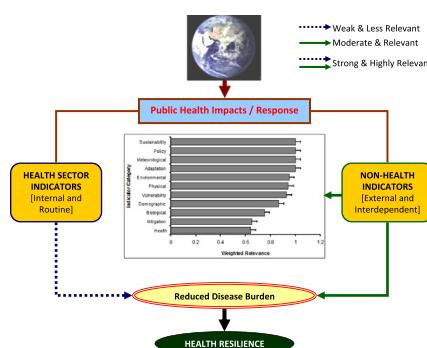 Weak & Less Relevant
Moderate & Relevant
Strong & Highly Relevant
Public Health Impacts / Response
HEALTH SECTOR
INDICATORS
[Internal and
Routine]
Indicator Category
Sustainability
Policy
Meteorological
Adaptation
Environmental
Physical
Vulnerability
Demographic
Biological
Mitigation
Health
0
0.2
0.4
0.6
0.8
1
1.2
Weighted Relevance
NON-HEALTH
INDICATORS
[External and
Interdependent]
Reduced Disease Burden
HEALTH RESILIENCE